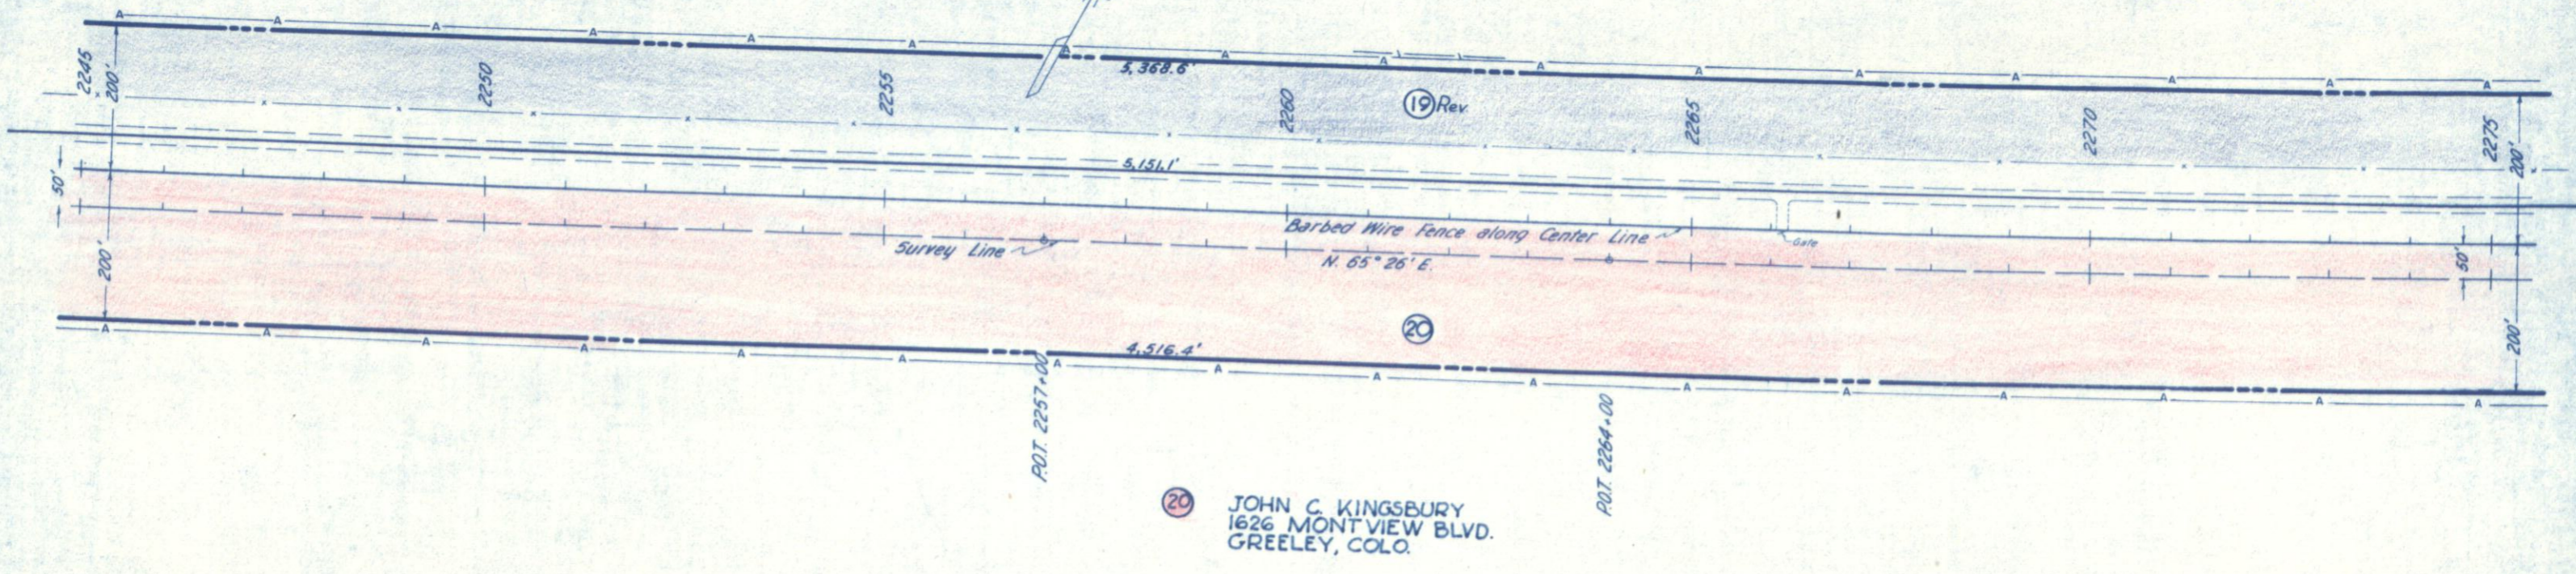 A A A A A A A A A A A A A A A A
2245
200'
2250
2255
5,368.6'
2260
19 Rev.
2265
2270
2275
200'
50'
5,151.1'
Barbed Wire Fence along Center Line
Gate
Survey Line
N. 65° 26' E.
50'
200'
20
200'
4,516.4'
A A A A A A A A A A A A A A A A
P.O.T. 2257+00
P.O.T. 2264+00
20
JOHN C. KINGSBURY
1626 MONTVIEW BLVD.
GREELEY, COLO.